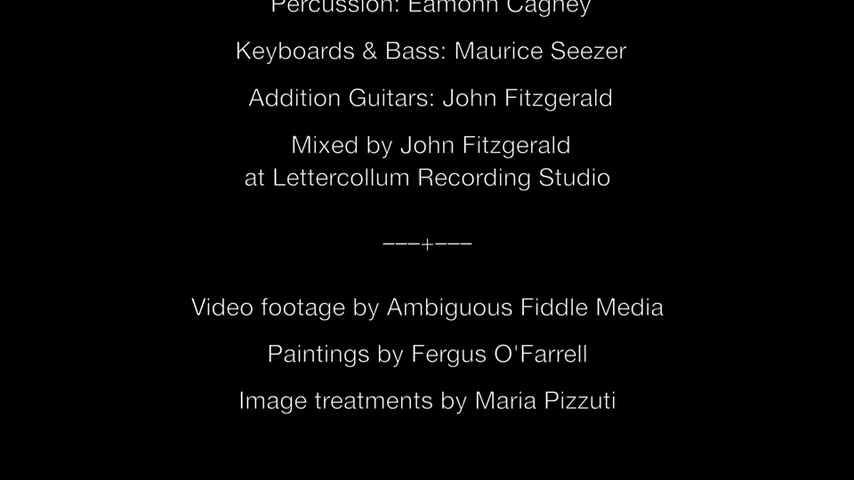 Percussion: Eamonn Cagney
Keyboards & Bass: Maurice Seezer
Addition Guitars: John Fitzgerald
Mixed by John Fitzgerald
at Lettercollum Recording Studio
---+---
Video footage by Ambiguous Fiddle Media
Paintings by Fergus O'Farrell
Image treatments by Maria Pizzuti